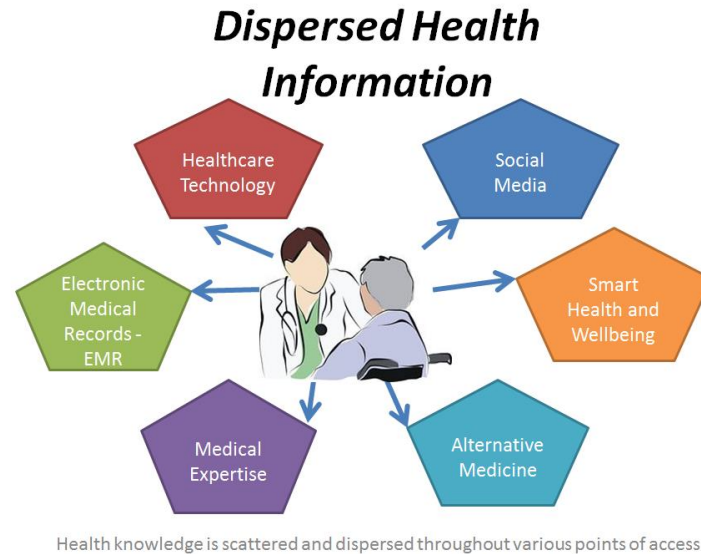 Dispersed Health
Information
Healthcare
Technology
Social
Media
Electronic
Medical
Records -
EMR
Smart
Health and
Wellbeing
Medical
Expertise
Alternative
Medicine
Health knowledge is scattered and dispersed throughout various points of access